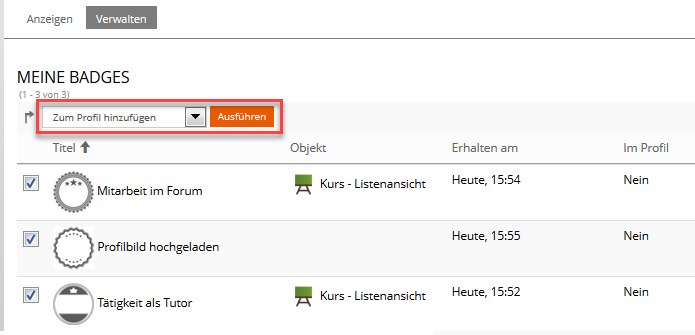 Anzeigen Verwalten
MEINE BADGES
(1 - 3 von 3)
Zum Profil hinzufügen Ausführen
Titel Objekt Erhalten am Im Profil
Mitarbeit im Forum Kurs - Listenansicht Heute, 15:54 Nein
Profilbild hochgeladen Heute, 15:55 Nein
Tätigkeit als Tutor Kurs - Listenansicht Heute, 15:52 Nein